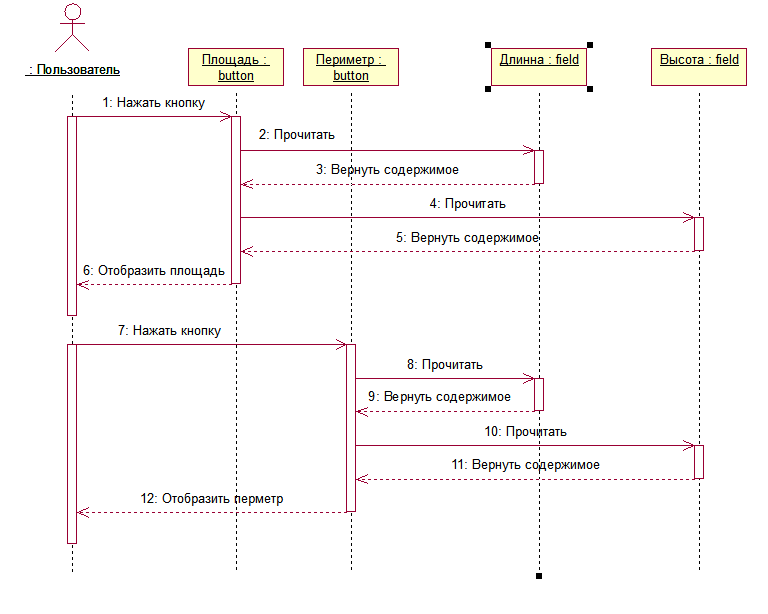 : Пользователь
Площадь :
button
Периметр :
button
Длинна : field
Высота : field
1: Нажать кнопку
2: Прочитать
3: Вернуть содержимое
4: Прочитать
5: Вернуть содержимое
6: Отобразить площадь
7: Нажать кнопку
8: Прочитать
9: Вернуть содержимое
10: Прочитать
11: Вернуть содержимое
12: Отобразить перметр